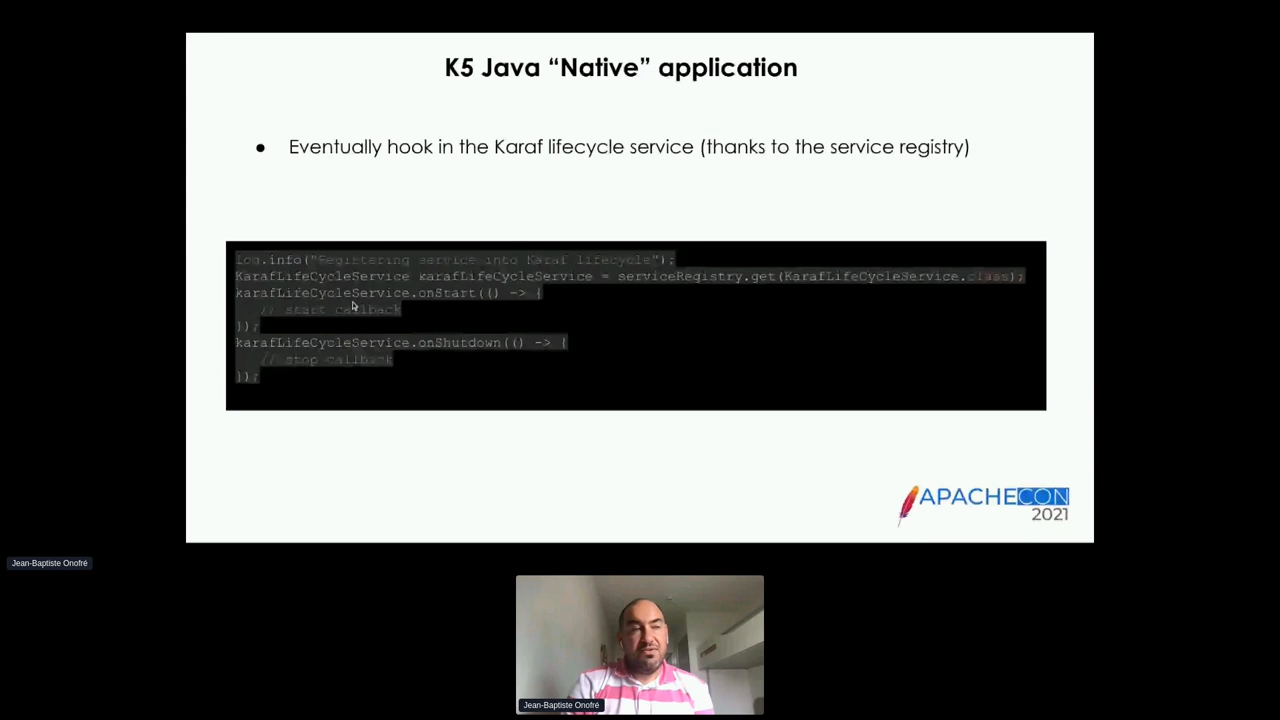 K5 Java “Native” application
● Eventually hook in the Karaf lifecycle service (thanks to the service registry)
log.info("Registering service into Karaf lifecycle");
KarafLifeCycleService karafLifeCycleService = serviceRegistry.get(KarafLifeCycleService.class);
karafLifeCycleService.onStart(() -> {
// start callback
});
karafLifeCycleService.onShutdown(() -> {
// stop callback
});
APACHECON
2021
Jean-Baptiste Onofré
Jean-Baptiste Onofré